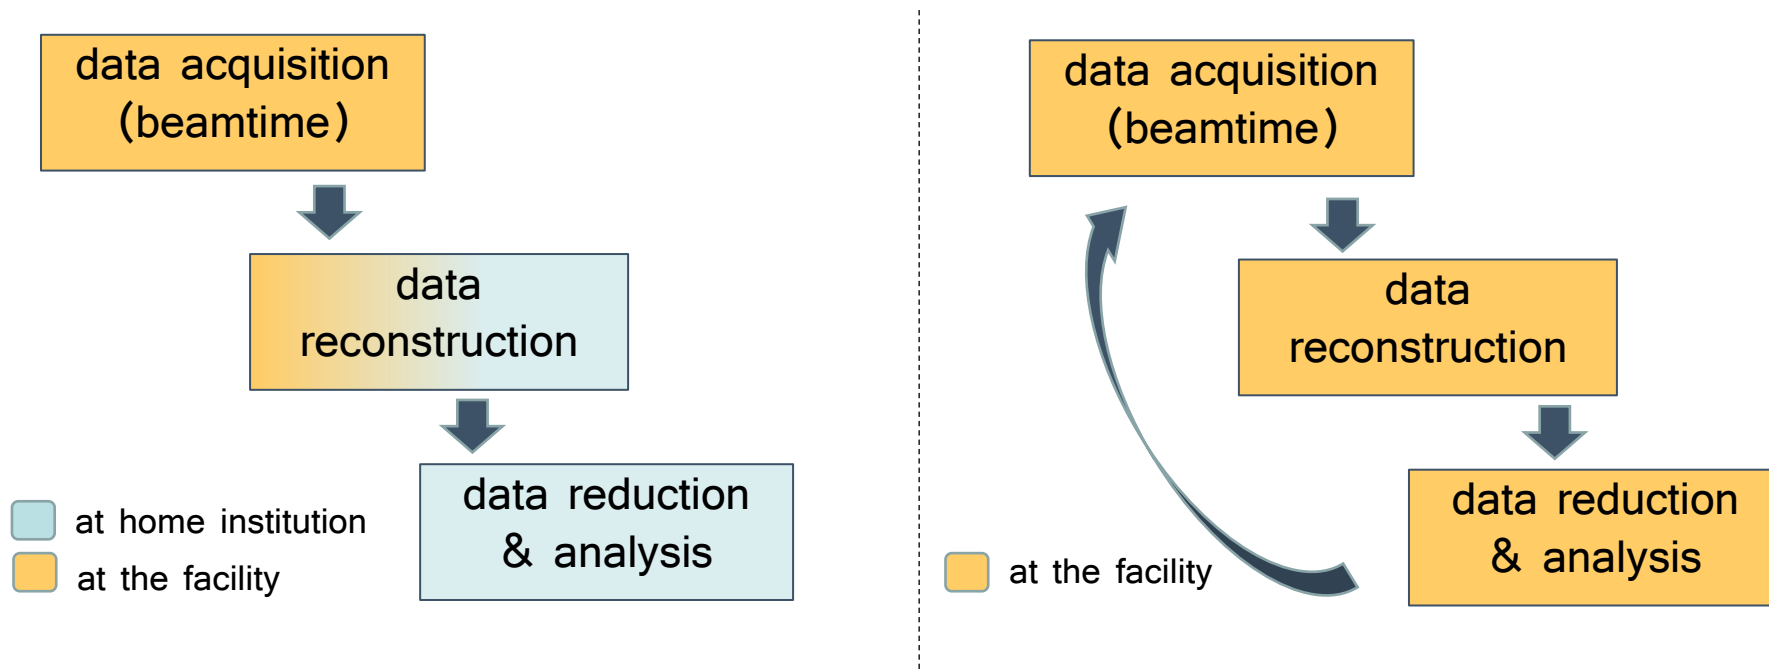 data acquisition
(beamtime)
data
reconstruction
data reduction
& analysis
at home institution
at the facility
data acquisition
(beamtime)
data
reconstruction
data reduction
& analysis
at the facility